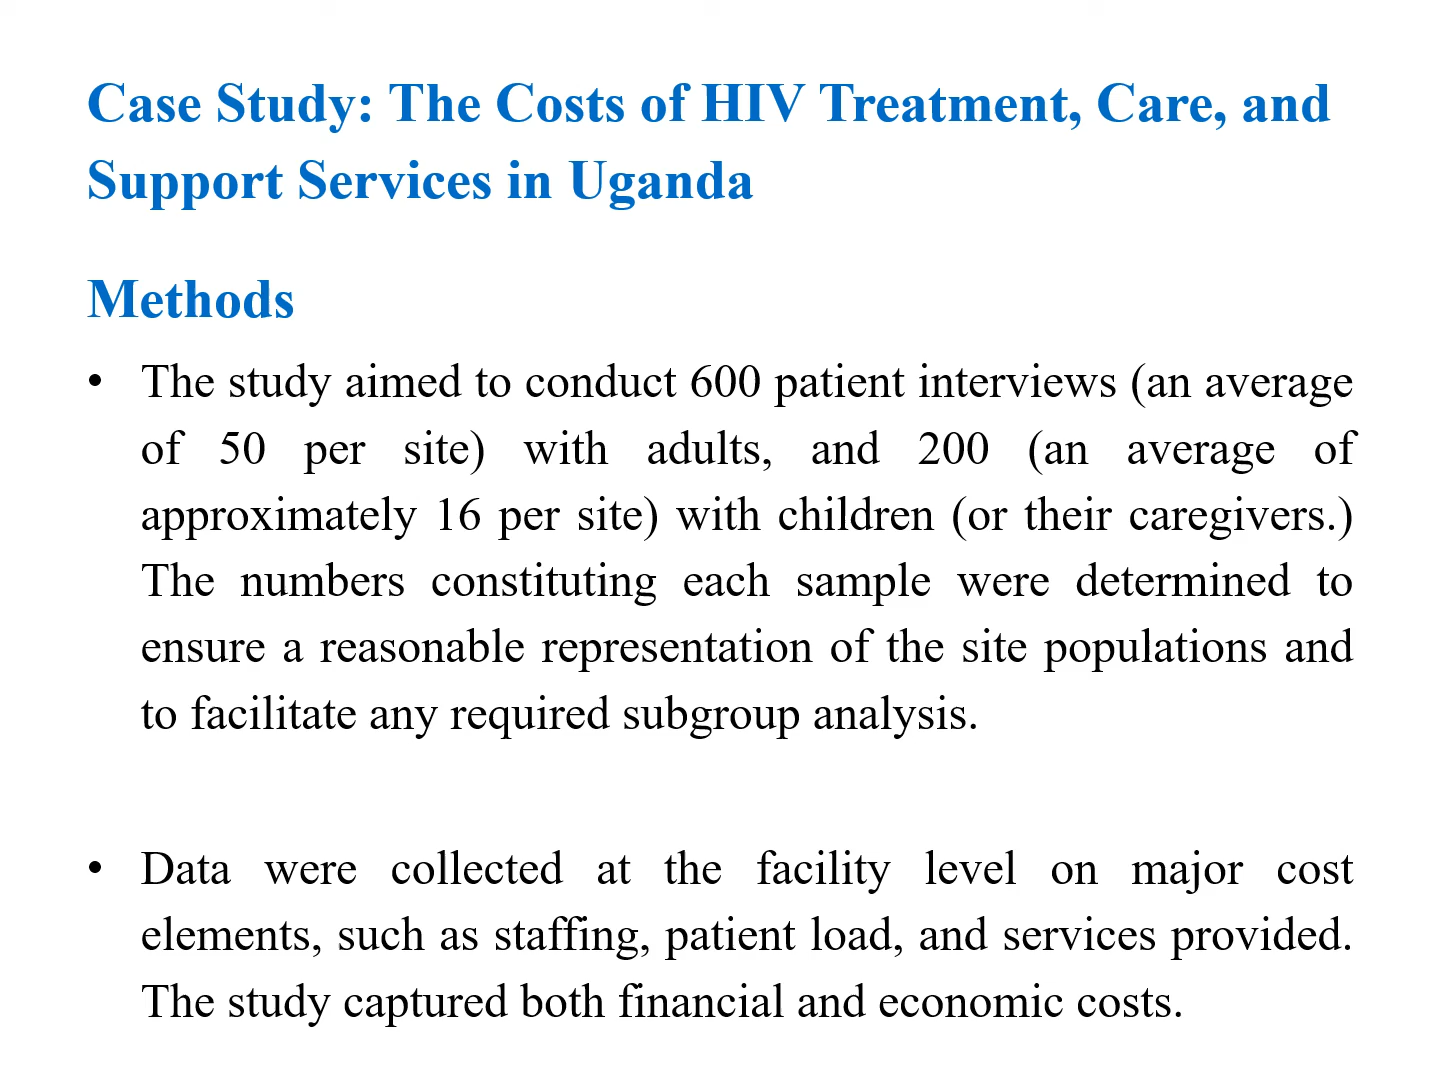 Case Study: The Costs of HIV Treatment, Care, and
Support Services in Uganda
Methods
• The study aimed to conduct 600 patient interviews (an average
of 50 per site) with adults, and 200 (an average of
approximately 16 per site) with children (or their caregivers.)
The numbers constituting each sample were determined to
ensure a reasonable representation of the site populations and
to facilitate any required subgroup analysis.
• Data were collected at the facility level on major cost
elements, such as staffing, patient load, and services provided.
The study captured both financial and economic costs.